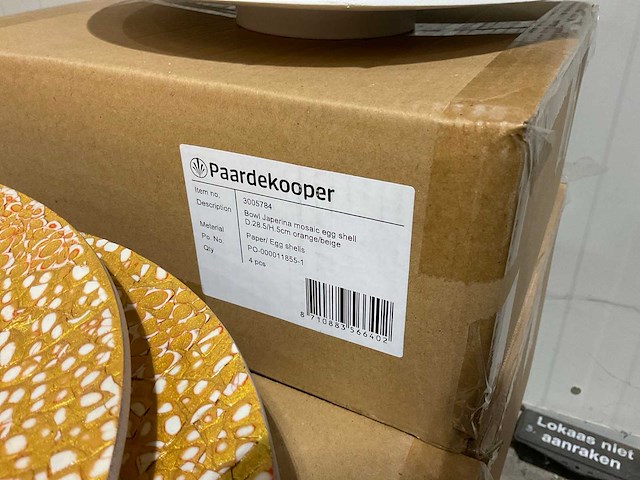 Paardekooper
Item no. 3005784
Description Bowl Japerina mosaic egg shell
D.28.5/H.5cm orange/beige
Material Paper/ Egg shells
Po. No. PO-000011855-1
Qty 4 pcs
8 710883 566402
Lokaas niet
aanraken